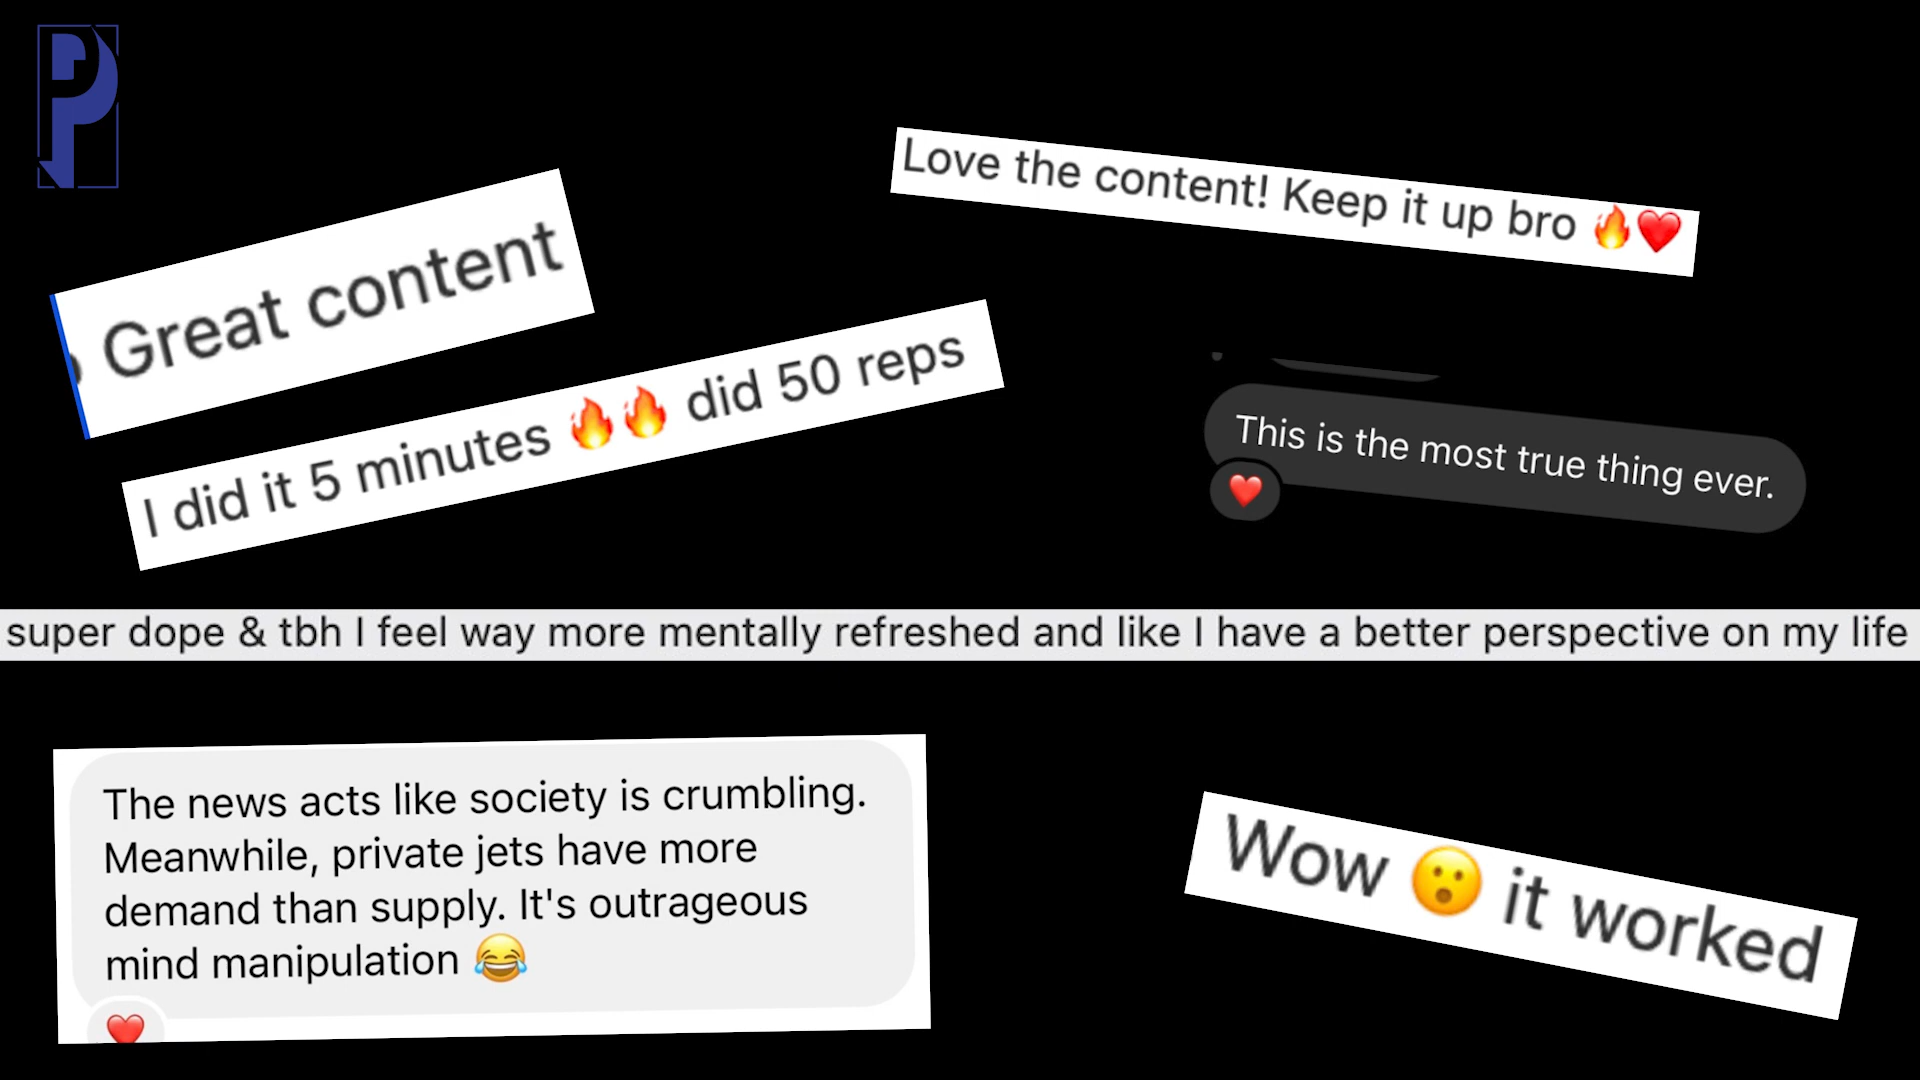 P
Love the content! Keep it up bro 🔥❤️
Great content
I did it 5 minutes 🔥🔥 did 50 reps
This is the most true thing ever.
❤️
super dope & tbh I feel way more mentally refreshed and like I have a better perspective on my life
The news acts like society is crumbling.
Meanwhile, private jets have more
demand than supply. It's outrageous
mind manipulation 😂
❤️
Wow 😮 it worked